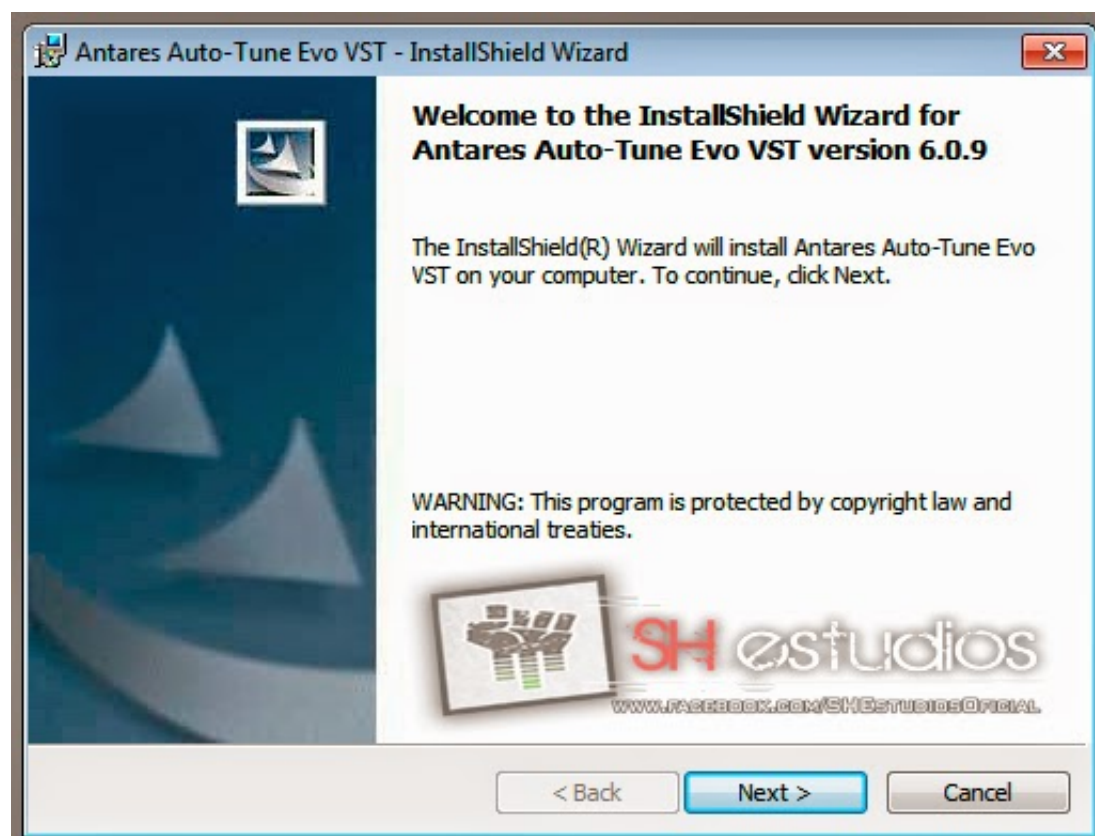 Antares Auto-Tune Evo VST - InstallShield Wizard
Welcome to the InstallShield Wizard for
Antares Auto-Tune Evo VST version 6.0.9
The InstallShield(R) Wizard will install Antares Auto-Tune Evo
VST on your computer. To continue, click Next.
WARNING: This program is protected by copyright law and
international treaties.
SH estudios
www.facebook.com/SHEstudiosOficial
< Back
Next >
Cancel